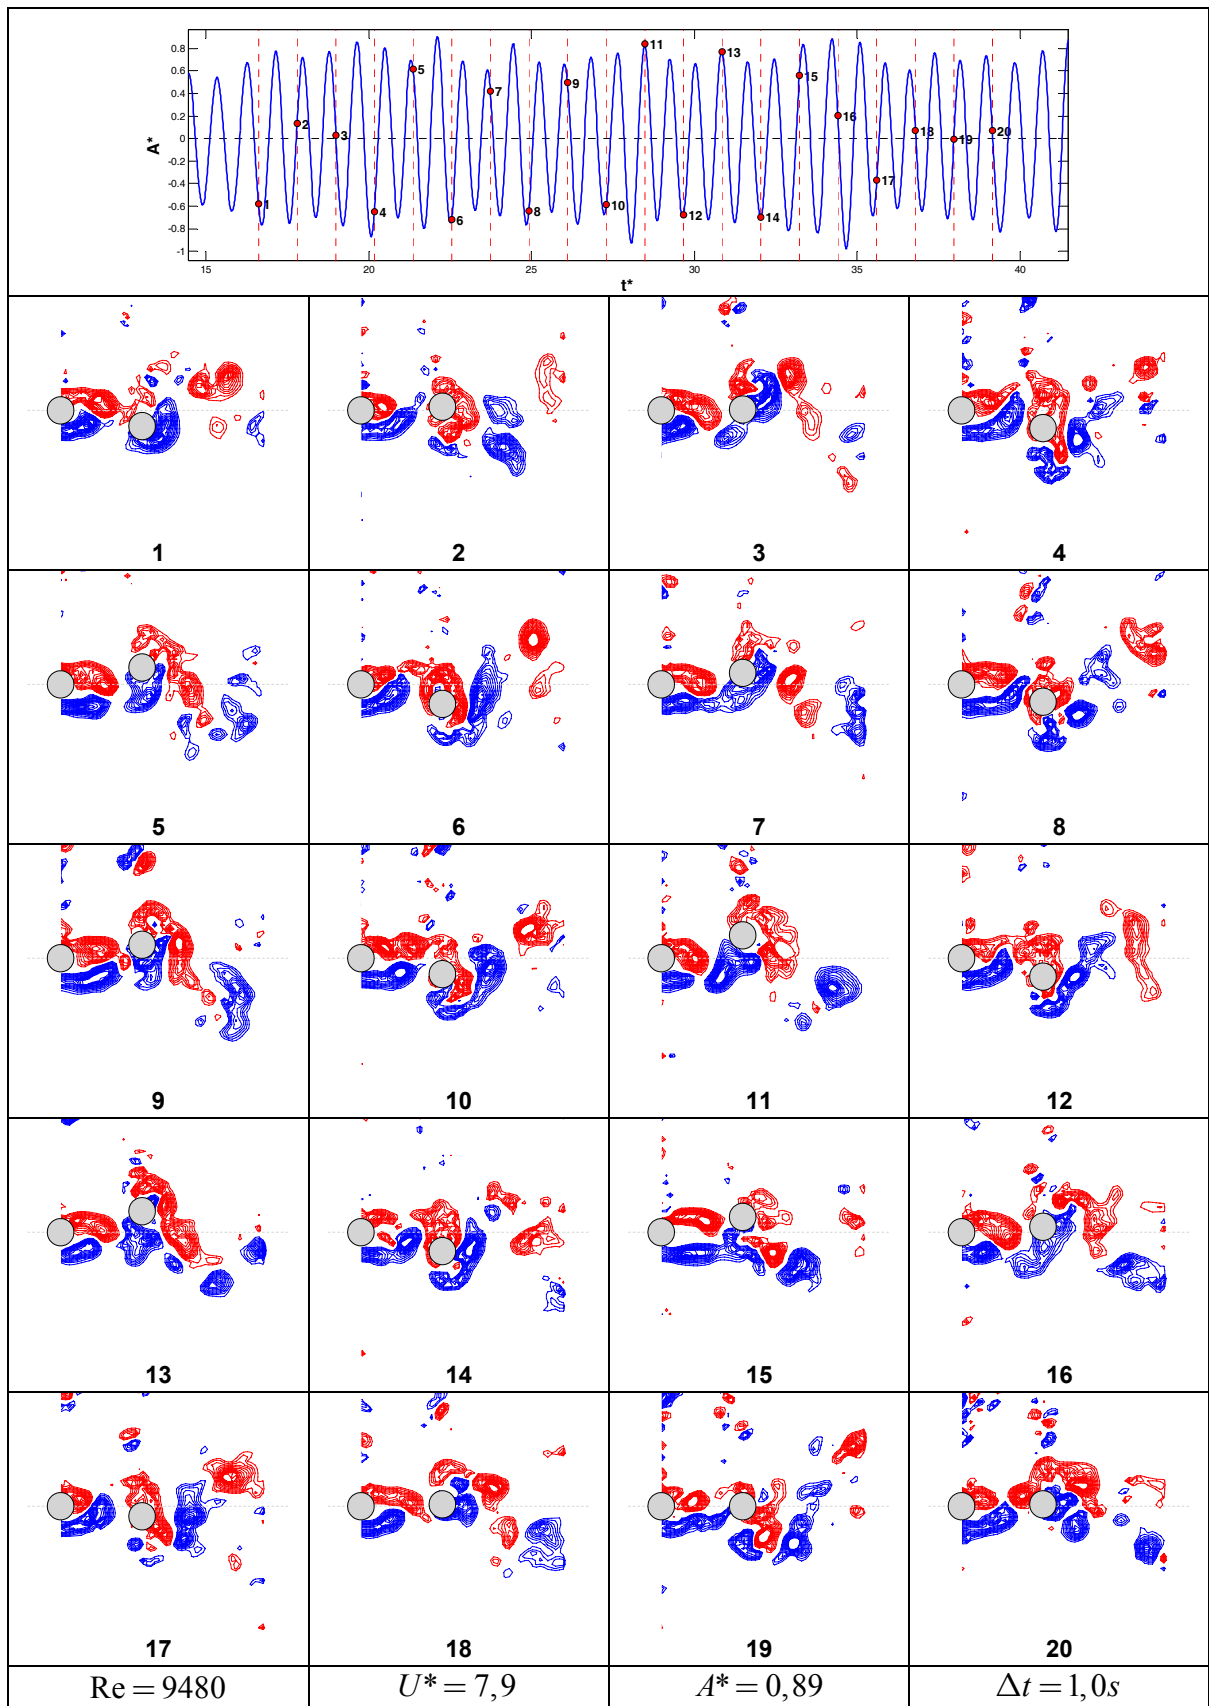 0.8
0.6
0.4
0.2
0
-0.2
-0.4
-0.6
-0.8
-1
A*
1 2 3 4 5 6 7 8 9 10 11 12 13 14 15 16 17 18 19 20
15 20 25 30 35 40
t*
1 2 3 4
5 6 7 8
9 10 11 12
13 14 15 16
17 18 19 20
Re = 9480 U* = 7,9 A* = 0,89 Δt = 1,0s